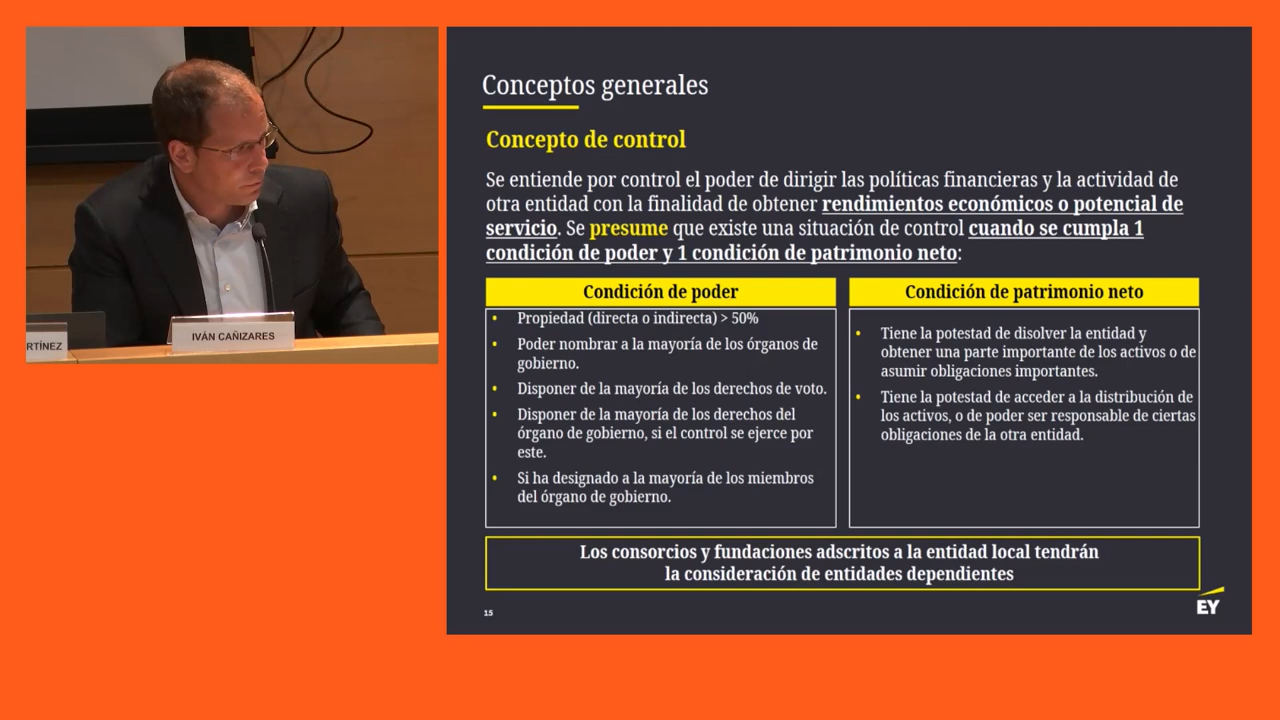 RTÍNEZ
IVÁN CAÑIZARES
Conceptos generales
Concepto de control
Se entiende por control el poder de dirigir las políticas financieras y la actividad de
otra entidad con la finalidad de obtener rendimientos económicos o potencial de
servicio. Se presume que existe una situación de control cuando se cumpla 1
condición de poder y 1 condición de patrimonio neto:
Condición de poder
• Propiedad (directa o indirecta) > 50%
• Poder nombrar a la mayoría de los órganos de
gobierno.
• Disponer de la mayoría de los derechos de voto.
• Disponer de la mayoría de los derechos del
órgano de gobierno, si el control se ejerce por
este.
• Si ha designado a la mayoría de los miembros
del órgano de gobierno.
Condición de patrimonio neto
• Tiene la potestad de disolver la entidad y
obtener una parte importante de los activos o de
asumir obligaciones importantes.
• Tiene la potestad de acceder a la distribución de
los activos, o de poder ser responsable de ciertas
obligaciones de la otra entidad.
Los consorcios y fundaciones adscritos a la entidad local tendrán
la consideración de entidades dependientes
15
EY